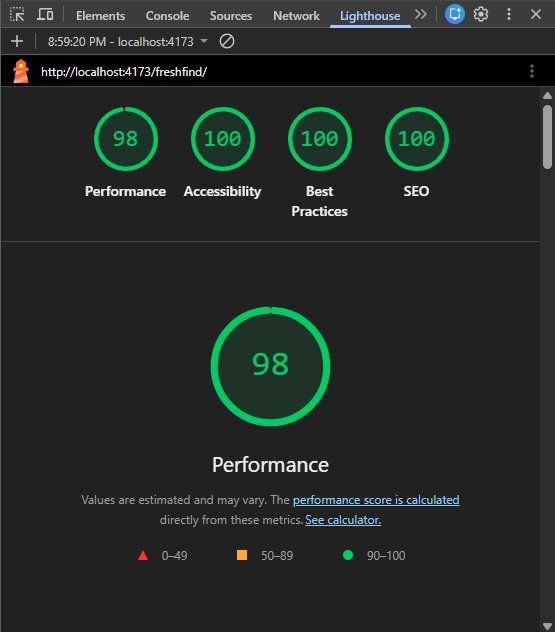 Elements Console Sources Network Lighthouse
8:59:20 PM - localhost:4173
http://localhost:4173/freshfind/
98 100 100 100
Performance Accessibility Best Practices SEO
98
Performance
Values are estimated and may vary. The performance score is calculated
directly from these metrics. See calculator.
0–49 50–89 90–100